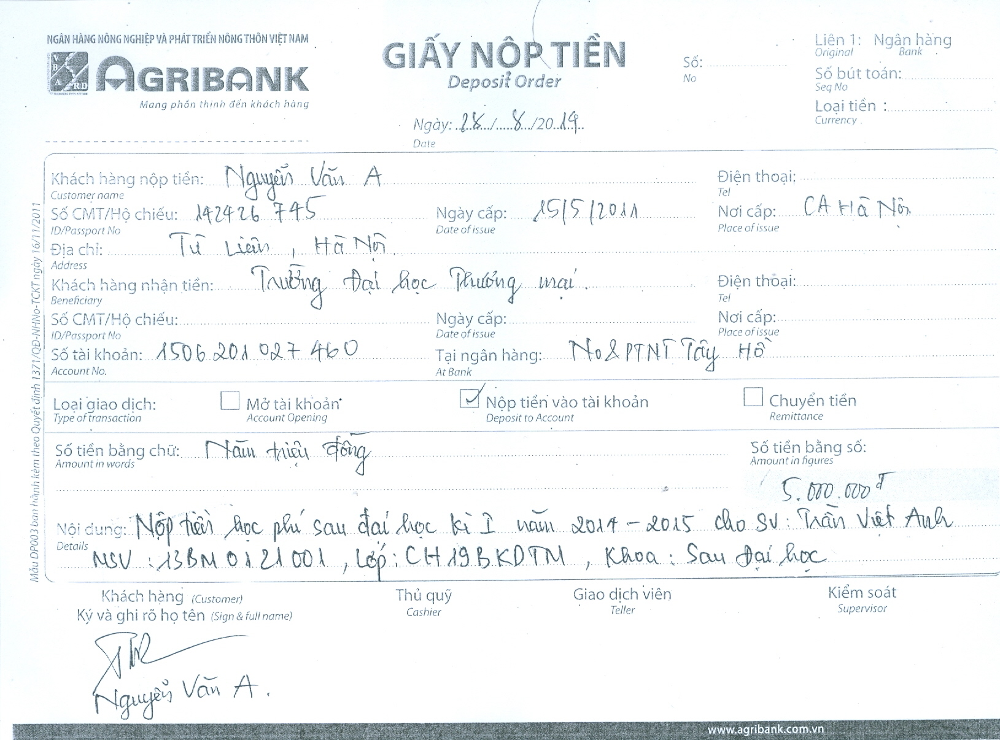 NGÂN HÀNG NÔNG NGHIỆP VÀ PHÁT TRIỂN NÔNG THÔN VIỆT NAM
AGRIBANK
Mang phồn thịnh đến khách hàng
GIẤY NỘP TIỀN
Deposit Order
Ngày: 28/8/2019
Date
Số:
No
Liên 1: Ngân hàng
Original Bank
Số bút toán:
Seq No
Loại tiền :
Currency
Khách hàng nộp tiền: Nguyễn Văn A Điện thoại:
Customer name Tel
Số CMT/Hộ chiếu: 142426745 Ngày cấp: 15/5/2011 Nơi cấp: CA Hà Nội
ID/Passport No Date of issue Place of issue
Địa chỉ: Từ Liêm, Hà Nội
Address
Khách hàng nhận tiền: Trường Đại học Thương mại. Điện thoại:
Beneficiary Tel
Số CMT/Hộ chiếu: Ngày cấp: Nơi cấp:
ID/Passport No Date of issue Place of issue
Số tài khoản: 1506 201 027 460 Tại ngân hàng: No&PTNT Tây Hồ
Account No. At Bank
Loại giao dịch: Mở tài khoản Nộp tiền vào tài khoản Chuyển tiền
Type of transaction Account Opening Deposit to Account Remittance
Số tiền bằng chữ: Năm triệu đồng Số tiền bằng số:
Amount in words Amount in figures
5.000.000đ
Nội dung: Nộp tiền học phí sau đại học kì I năm 2014-2015 cho SV: Trần Việt Anh
Details MSV: 13BM0121001, Lớp: CH19BKDTM, Khoa: Sau Đại học
Khách hàng (Customer) Thủ quỹ Giao dịch viên Kiểm soát
Ký và ghi rõ họ tên (Sign & full name) Cashier Teller Supervisor
Nguyễn Văn A.
Mẫu DP003 ban hành kèm theo Quyết định 1371/QĐ-NHNo-TCKT ngày 16/11/2011
www.agribank.com.vn